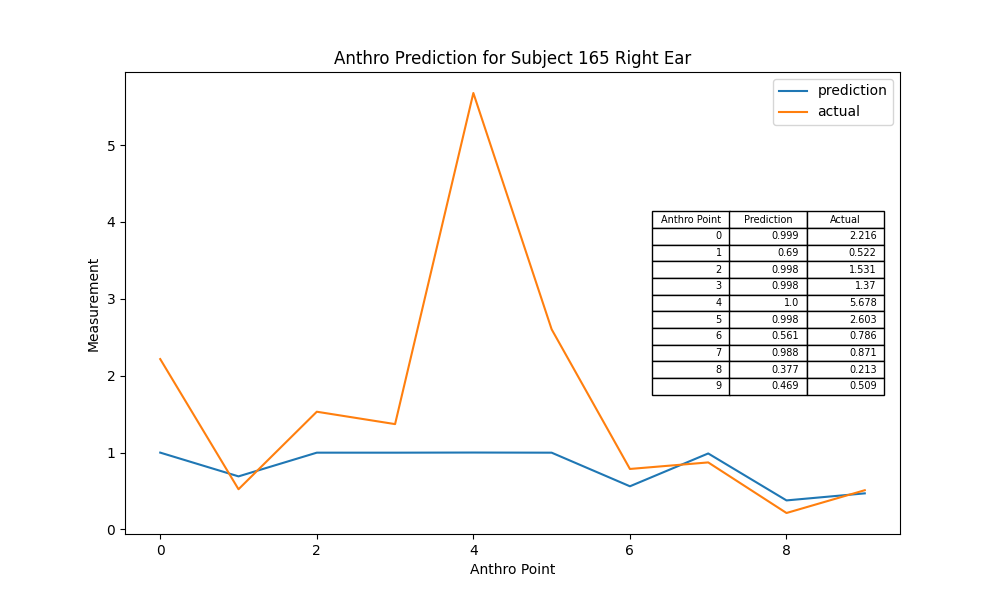 Anthro Prediction for Subject 165 Right Ear
prediction
actual
5
4
3
2
1
0
Measurement
Anthro Point Prediction Actual
0 0.999 2.216
1 0.69 0.522
2 0.998 1.531
3 0.998 1.37
4 1.0 5.678
5 0.998 2.603
6 0.561 0.786
7 0.988 0.871
8 0.377 0.213
9 0.469 0.509
0 2 4 6 8
Anthro Point